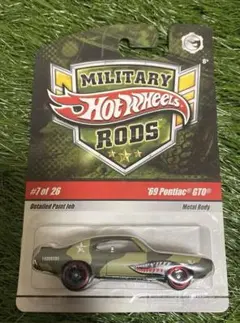 MILITARY
Hot Wheels
RODS
#7 of 26
'69 Pontiac® GTO®
Detailed Paint Job
Metal Body